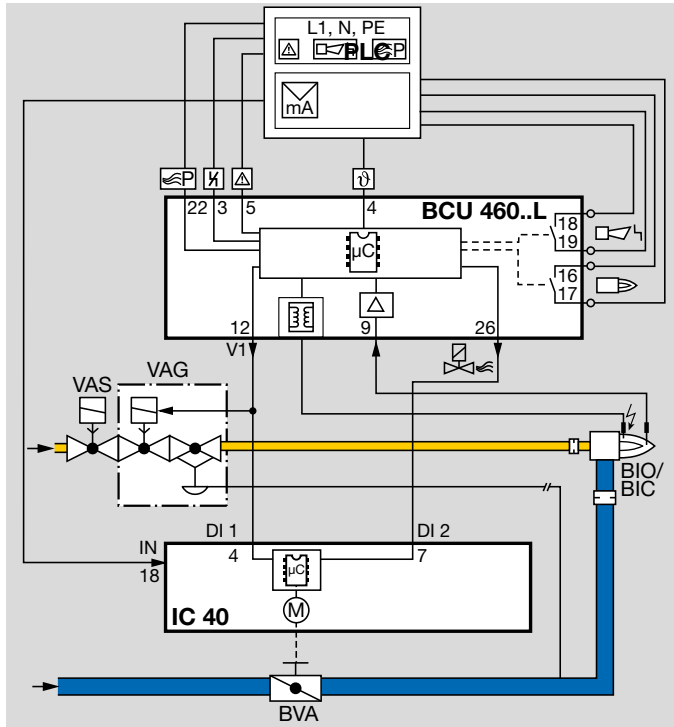 L1, N, PE
PLC
P
P
mA
P
22 3 5
ϑ
4
BCU 460..L
18
19
µC
16
17
12
9
26
V1
VAS
VAG
BIO/
BIC
DI 1
DI 2
IN
18
4
7
µC
IC 40
M
BVA